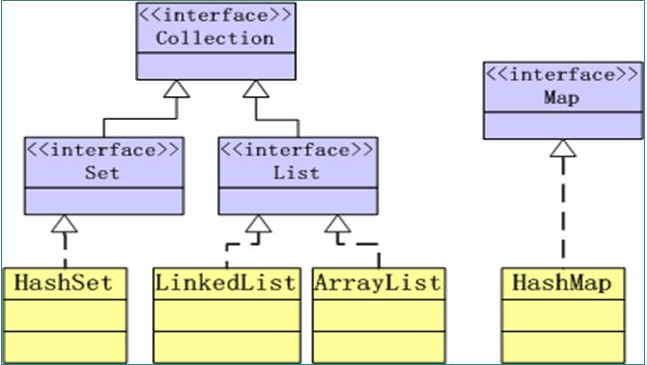 <<interface>>
Collection
<<interface>>
Map
<<interface>>
Set
<<interface>>
List
HashSet
LinkedList
ArrayList
HashMap